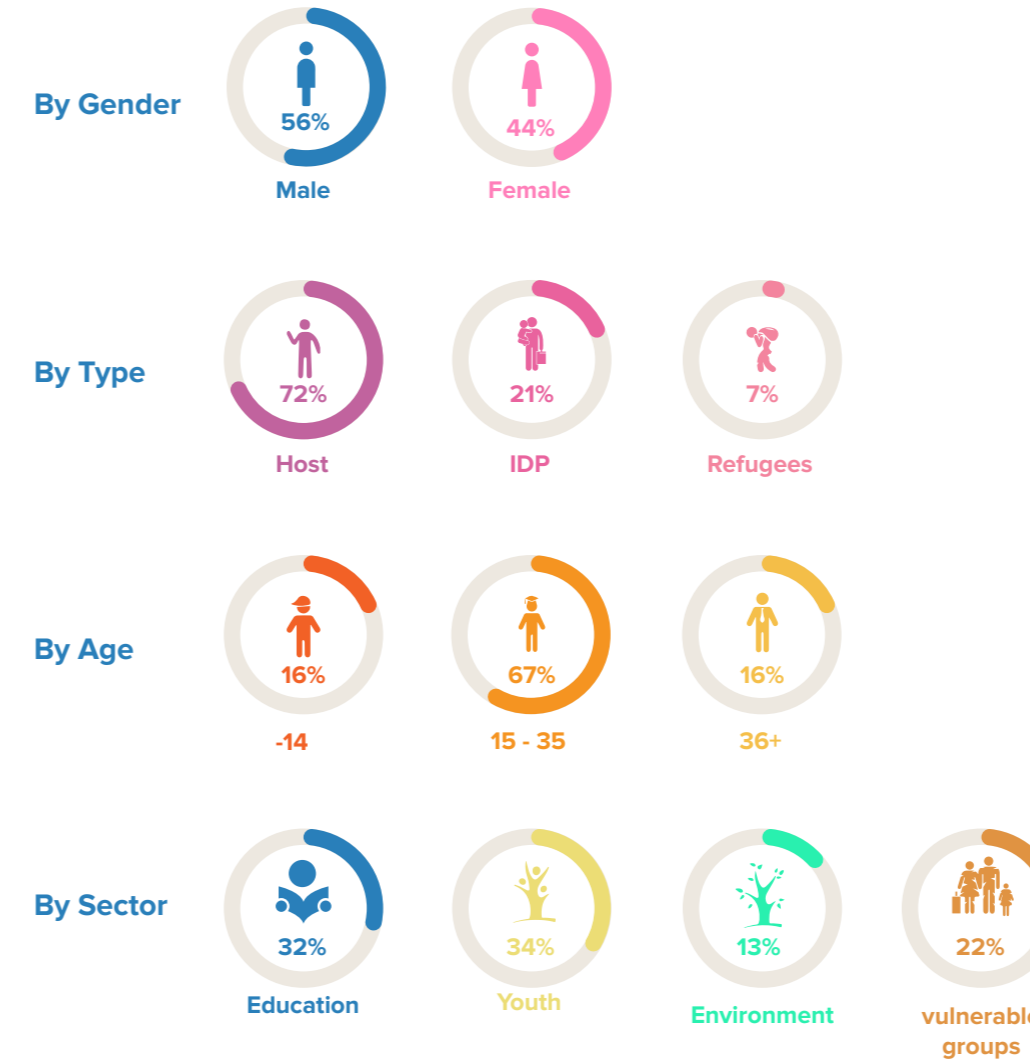 By Gender
56%
44%
Male
Female
By Type
72%
21%
7%
Host
IDP
Refugees
By Age
16%
67%
16%
-14
15 - 35
36+
By Sector
32%
34%
13%
22%
Education
Youth
Environment
vulnerable
groups